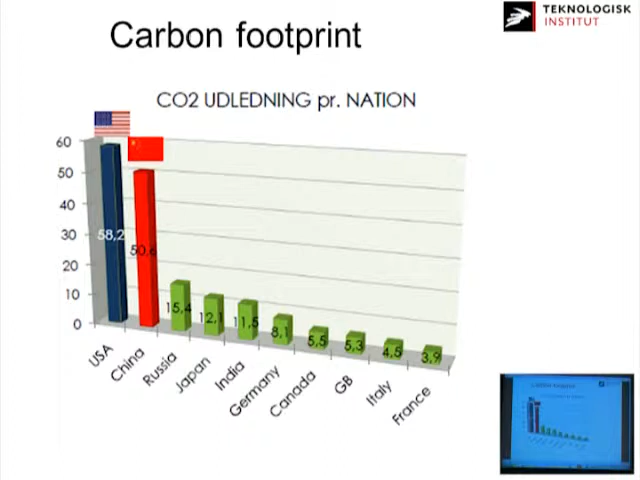 Carbon footprint
TEKNOLOGISK
INSTITUT
CO2 UDLEDNING pr. NATION
60
50
40
30
20
10
0
58,2
50,6
15,4
12,1
11,5
8,1
5,5
5,3
4,5
3,9
USA
China
Russia
Japan
India
Germany
Canada
GB
Italy
France
Carbon footprint